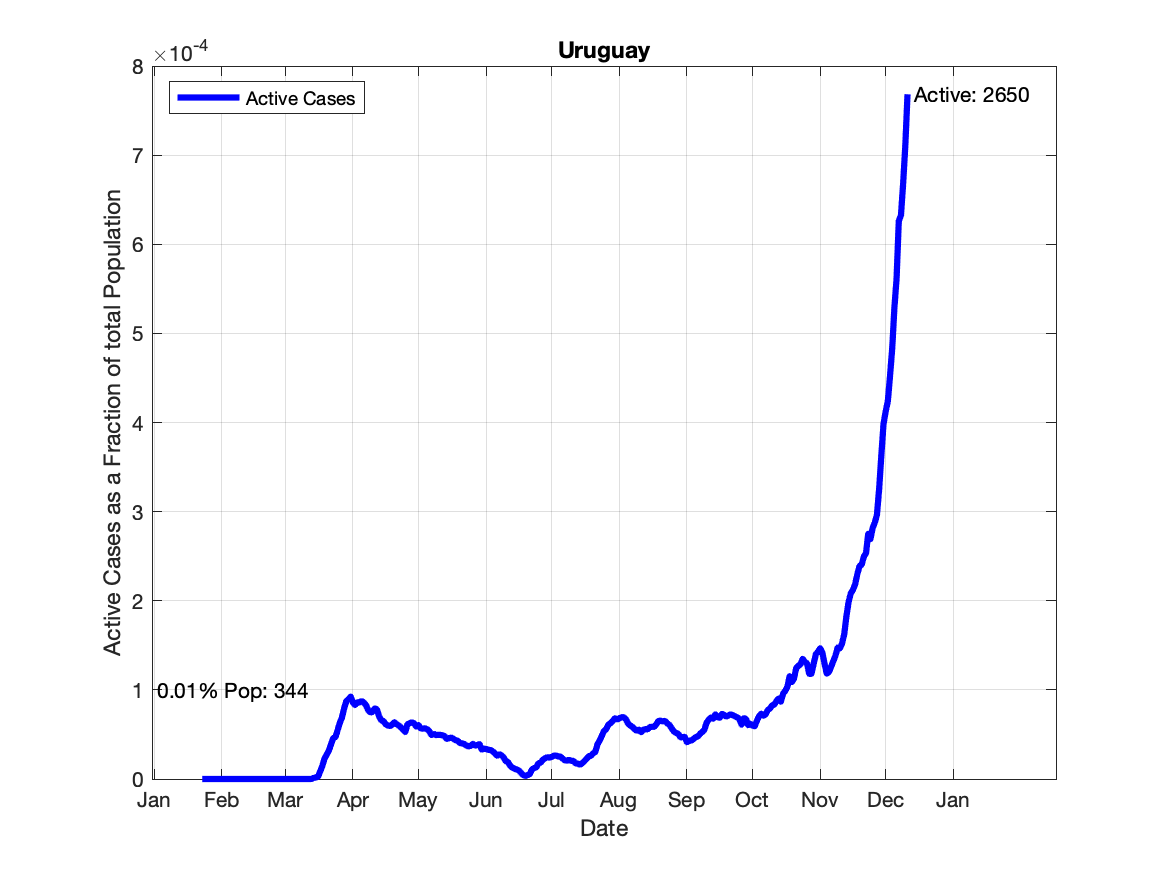 Uruguay
×10-4
Active Cases
Active: 2650
0.01% Pop: 344
8
7
6
5
4
3
2
1
0
Active Cases as a Fraction of total Population
Jan Feb Mar Apr May Jun Jul Aug Sep Oct Nov Dec Jan
Date